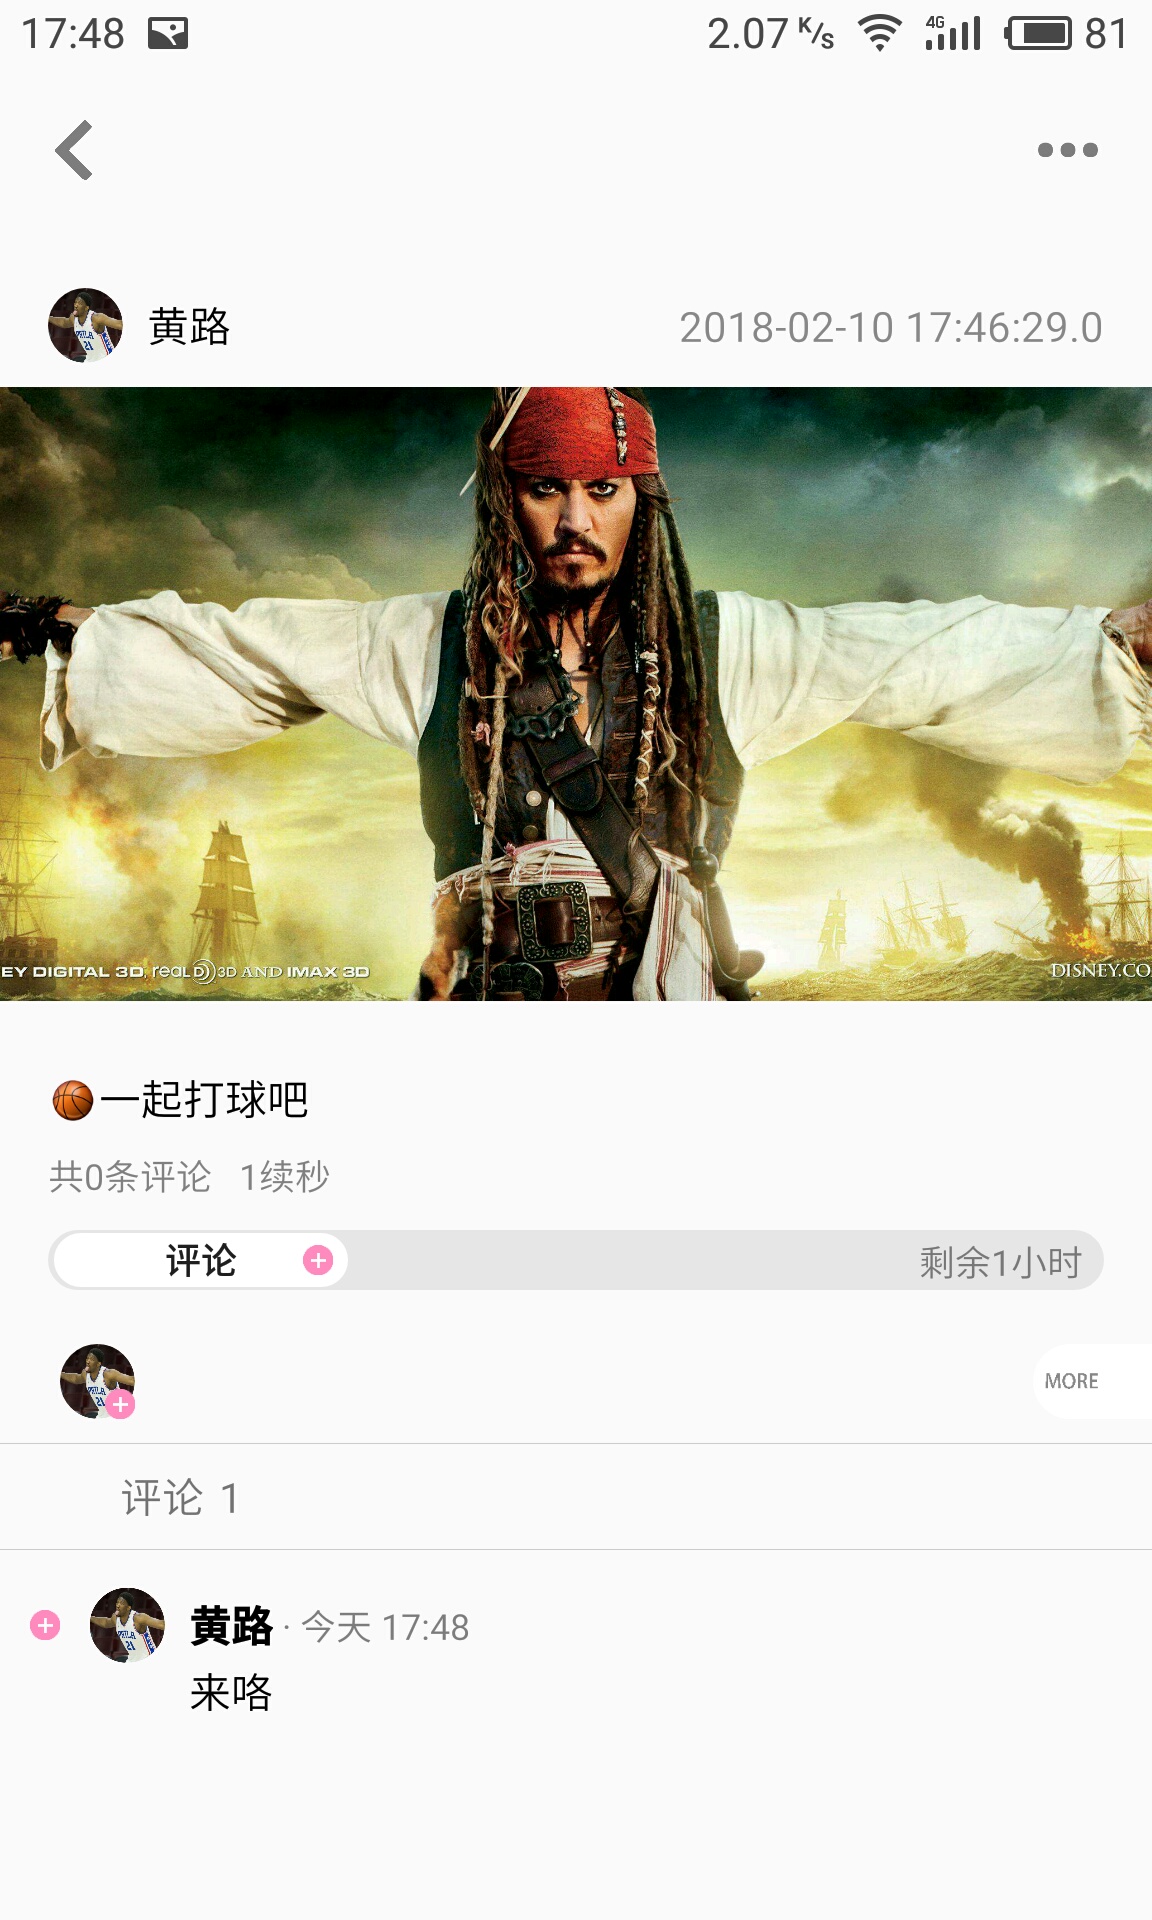 17:48 2.07 K/s 4G 81
黄路 2018-02-10 17:46:29.0
EY DIGITAL 3D, REAL D 3D AND IMAX 3D DISNEY.CO
🏀一起打球吧
共0条评论 1续秒
评论 剩余1小时
MORE
评论 1
黄路 · 今天 17:48
来咯